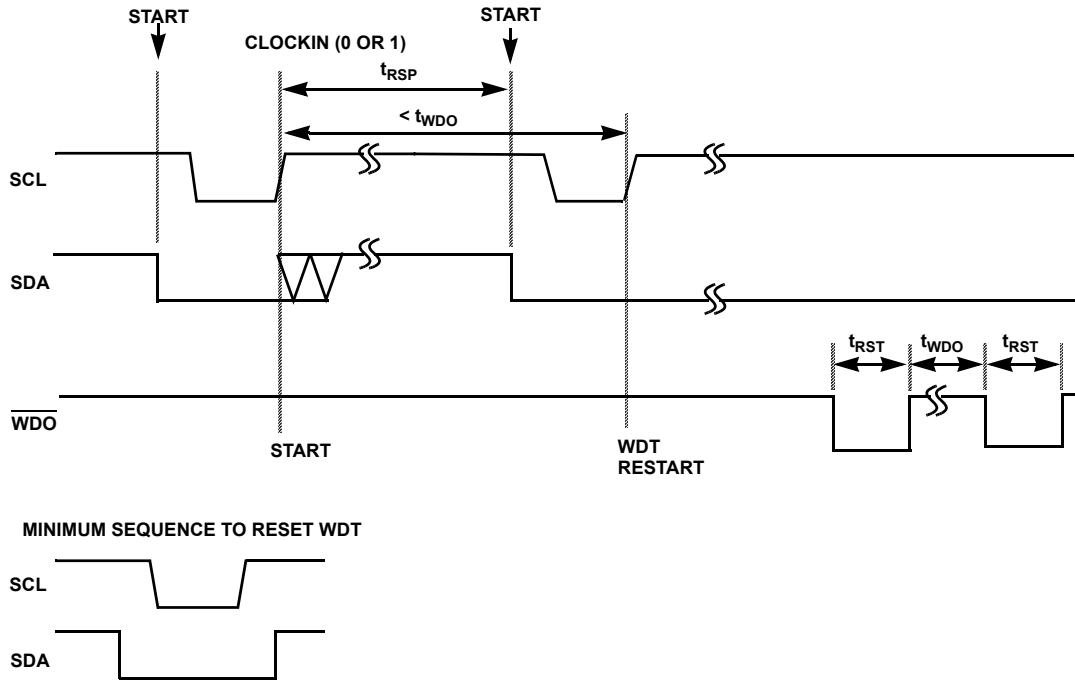 START
START
CLOCKIN (0 OR 1)
tRSP
< tWDO
SCL
SDA
tRST
tWDO
tRST
WDO
START
WDT
RESTART
MINIMUM SEQUENCE TO RESET WDT
SCL
SDA